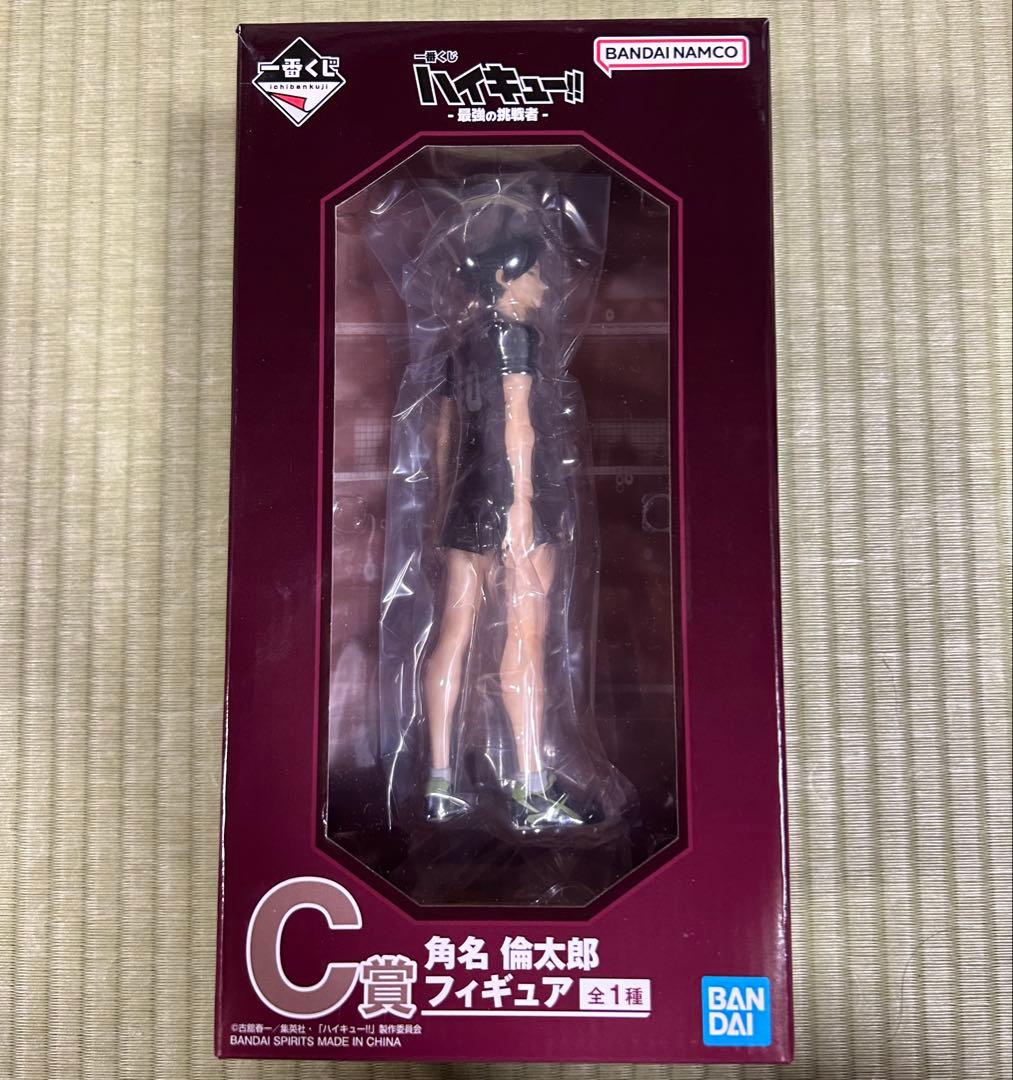 一番くじ
ichibankuji
一番くじ
ハイキュー!!
- 最強の挑戦者 -
BANDAI NAMCO
C賞
角名 倫太郎
フィギュア 全1種
©古舘春一／集英社・「ハイキュー!!」製作委員会
BANDAI SPIRITS MADE IN CHINA
BAN
DAI